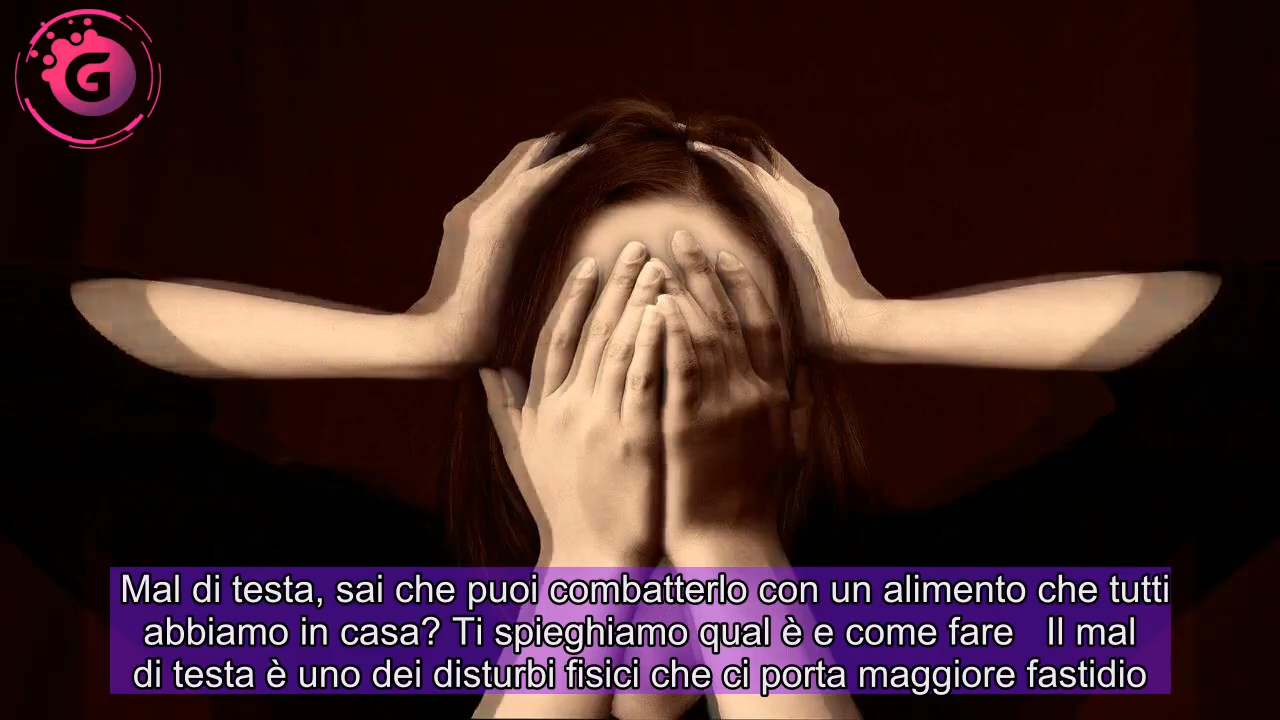 G
Mal di testa, sai che puoi combatterlo con un alimento che tutti
abbiamo in casa? Ti spieghiamo qual è e come fare   Il mal
di testa è uno dei disturbi fisici che ci porta maggiore fastidio